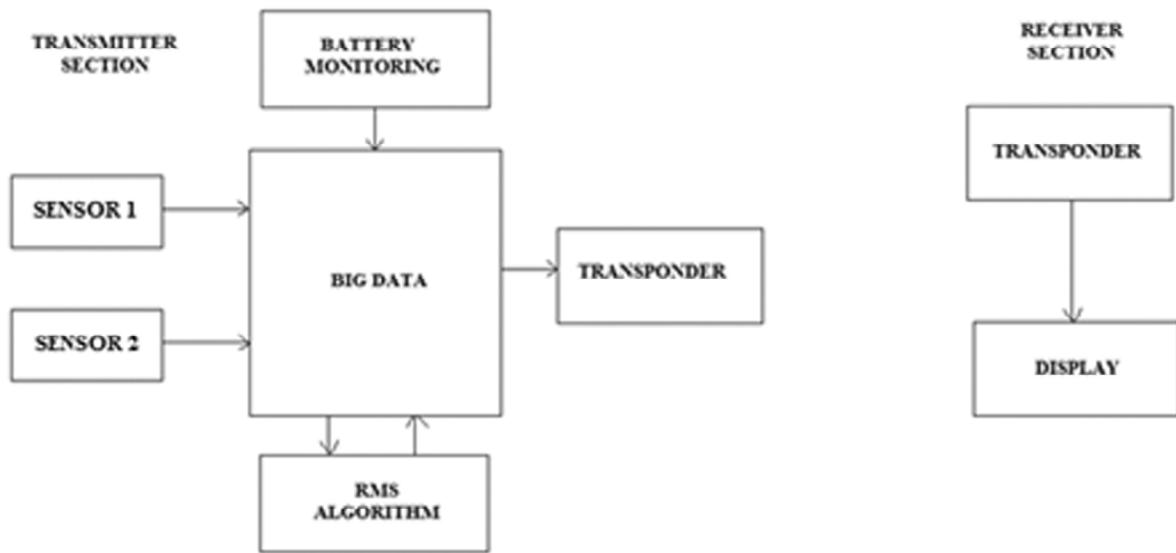 TRANSMITTER
SECTION
BATTERY
MONITORING
RECEIVER
SECTION
TRANSPONDER
SENSOR 1
BIG DATA
TRANSPONDER
SENSOR 2
DISPLAY
RMS
ALGORITHM